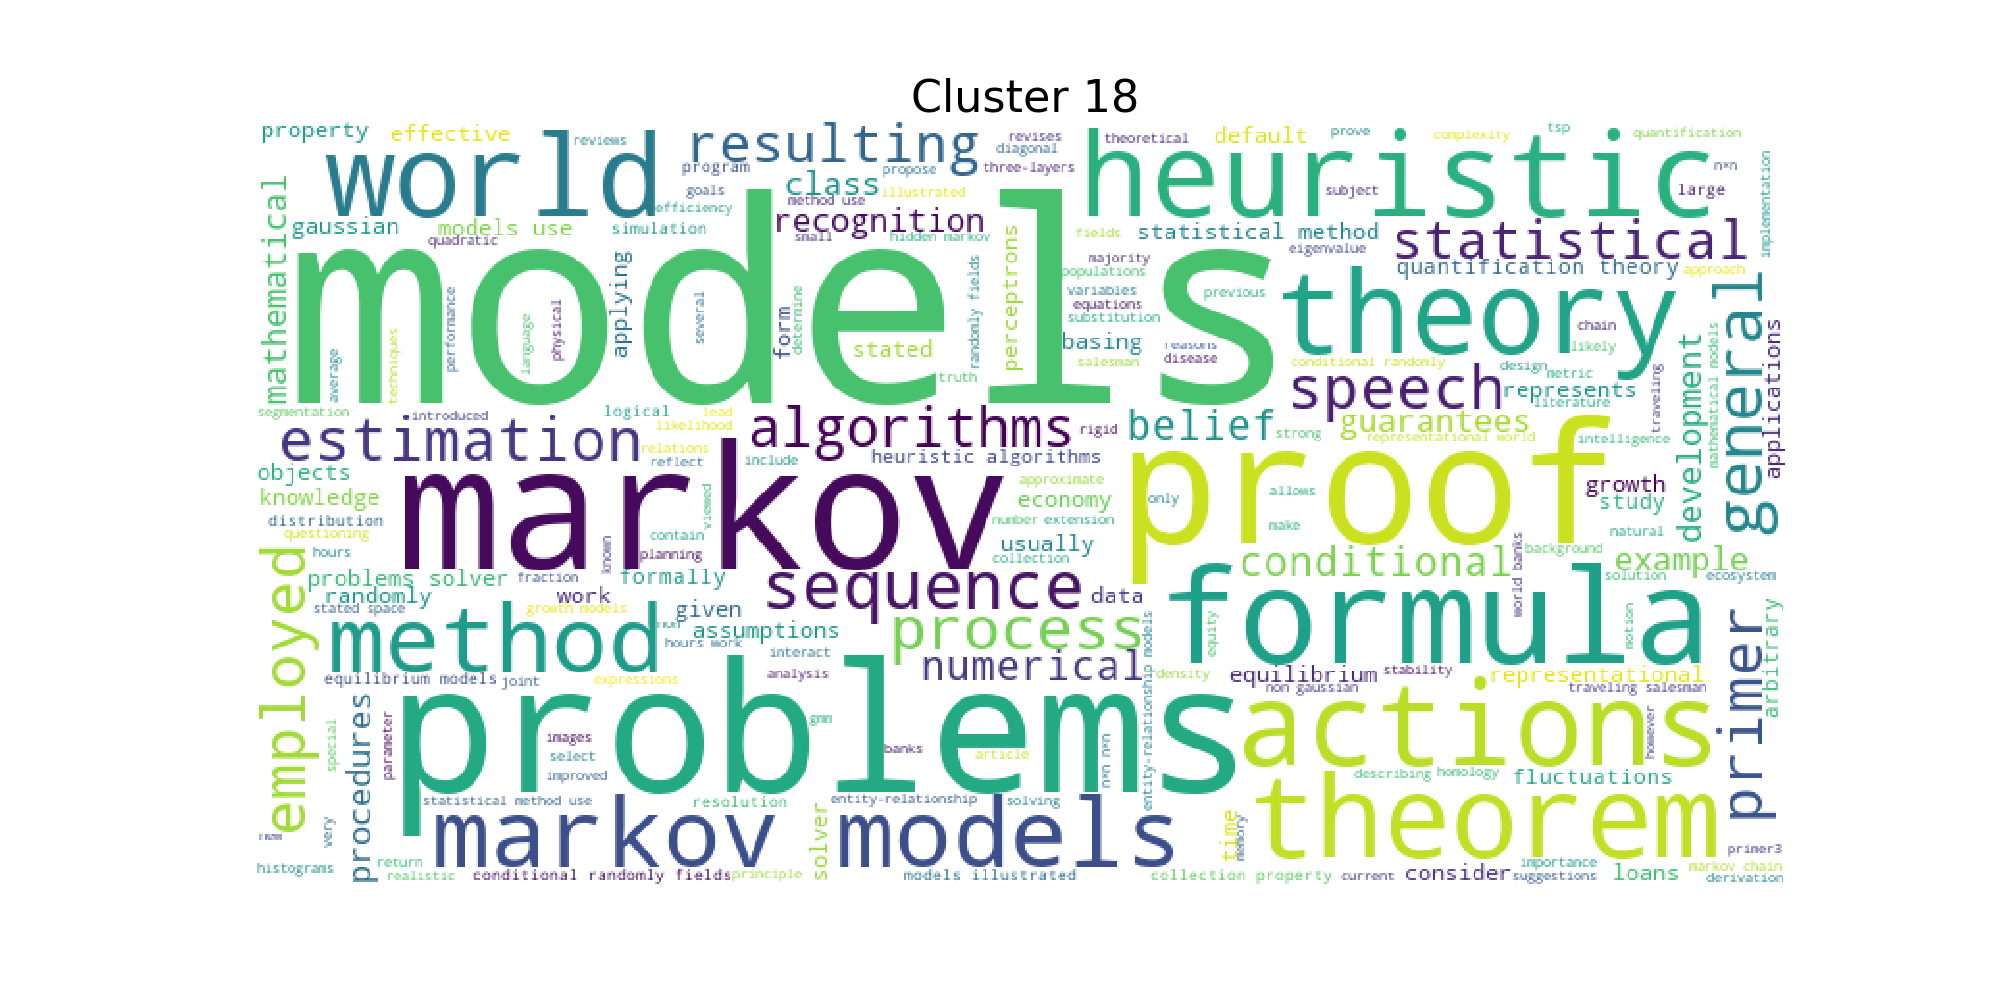 Cluster 18
property
effective
world
reviews
resulting
revises
diagonal
three-layers
theoretical
default
prove
complexity
tsp
quantification
program
propose
goals
class
illustrated
method use
heuristic
subject
large
n*n
implementation
efficiency
gaussian
models use
quadratic
simulation
recognition
small
hidden markov
fields
statistical method
eigenvalue
statistical
quantification theory
approach
mathematical
models
majority
populations
variables
equations
substitution
previous
theory
general
average
techniques
performance
language
physical
applying
several
form
determine
stated
randomly fields
perceptrons
truth
basing
salesman
reasons
disease
conditional randomly
chain
likely
design
metric
speech
represents
literature
traveling
development
mathematical models
applications
segmentation
introduced
logical
lead
likelihood
estimation
relations
reflect
algorithms
rigid
include
heuristic algorithms
belief
strong
guarantees
representational world
intelligence
objects
knowledge
distribution
questioning
hours
markov
viewed
contain
known
planning
approximate
economy
number extension
usually
collection
proof
only
allows
make
growth
study
natural
employed
problems solver
fraction
formally
randomly
stated space
growth models
work
given
sequence
data
conditional
world banks
background
example
solution
ecosystem
method
hours work
assumptions
interact
process
numerical
entity-relationship models
formula
equity
motion
primer
arbitrary
equilibrium models
joint
expressions
analysis
density
equilibrium
stability
non gaussian
representational
traveling salesman
special
procedures
parameter
problems
images
select
improved
gmm
banks
article
n*n n*n
actions
however
describing
homology
fluctuations
very
statistical method use
resolution
entity-relationship
solving
markov models
solver
time
memory
theorem
primer3
histograms
return
realistic
conditional randomly fields
principle
models illustrated
collection property
current
consider
importance
suggestions
loans
markov chain
derivation